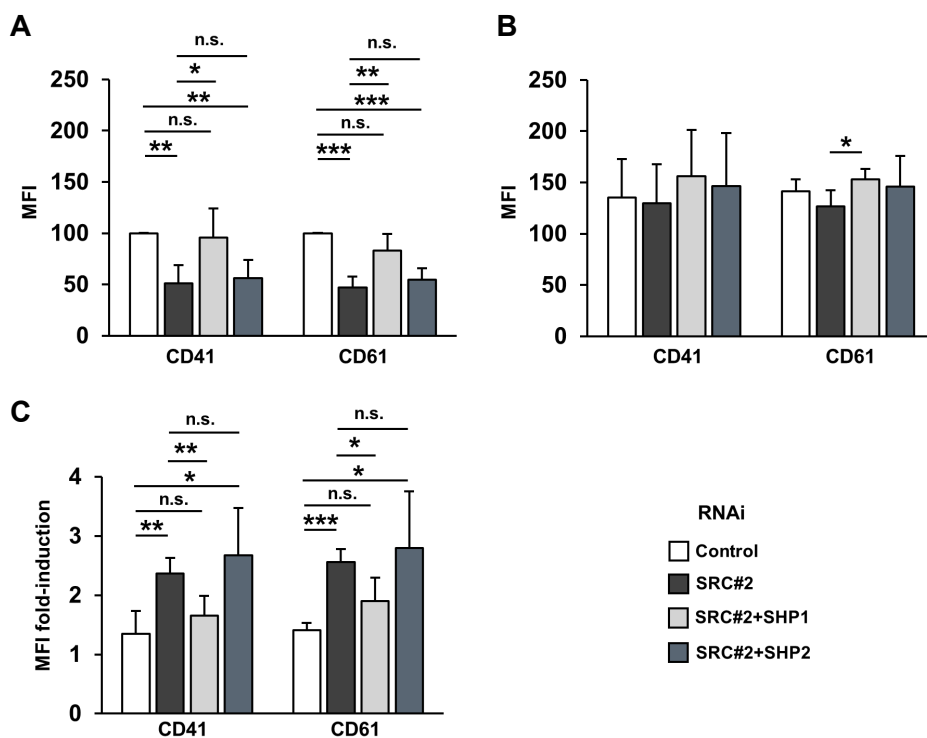 A
n.s.
*
**
n.s.
**
n.s.
**
***
n.s.
***
250
200
150
100
50
0
MFI
CD41
CD61
B
*
250
200
150
100
50
0
MFI
CD41
CD61
C
n.s.
**
*
n.s.
**
n.s.
*
*
n.s.
***
4
3
2
1
0
MFI fold-induction
CD41
CD61
RNAi
Control
SRC#2
SRC#2+SHP1
SRC#2+SHP2